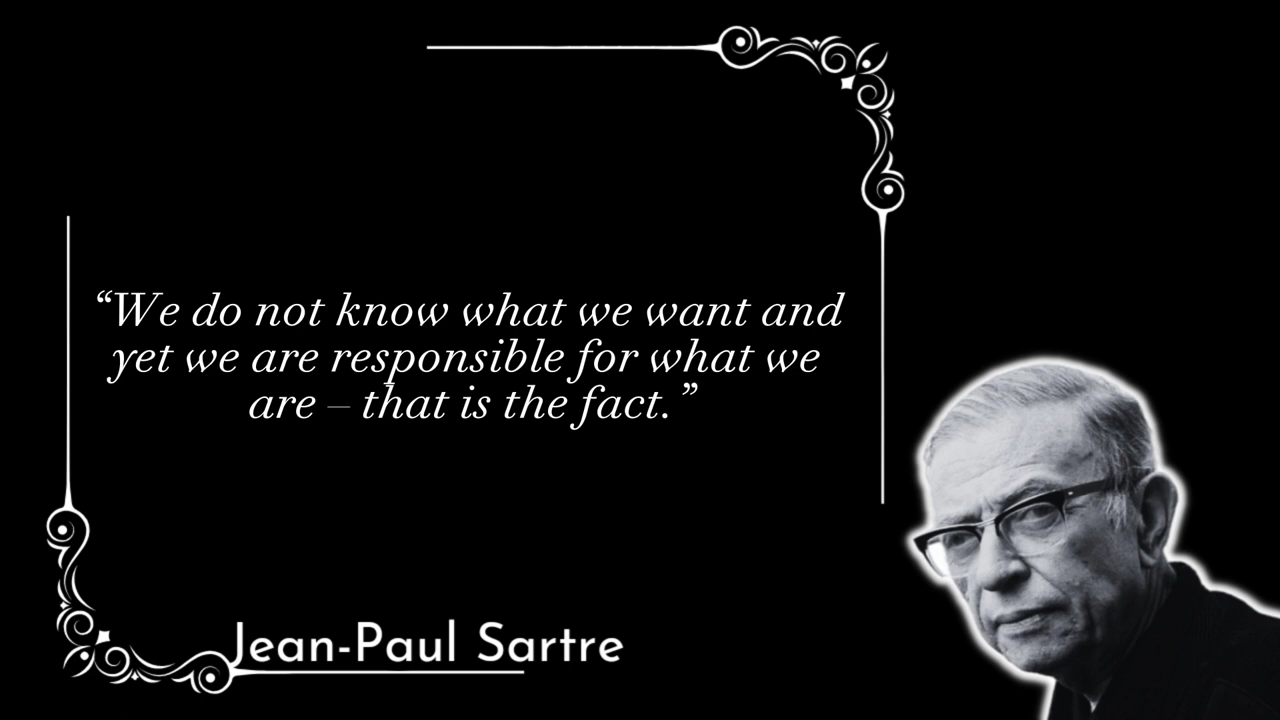 “We do not know what we want and
yet we are responsible for what we
are – that is the fact.”
Jean-Paul Sartre